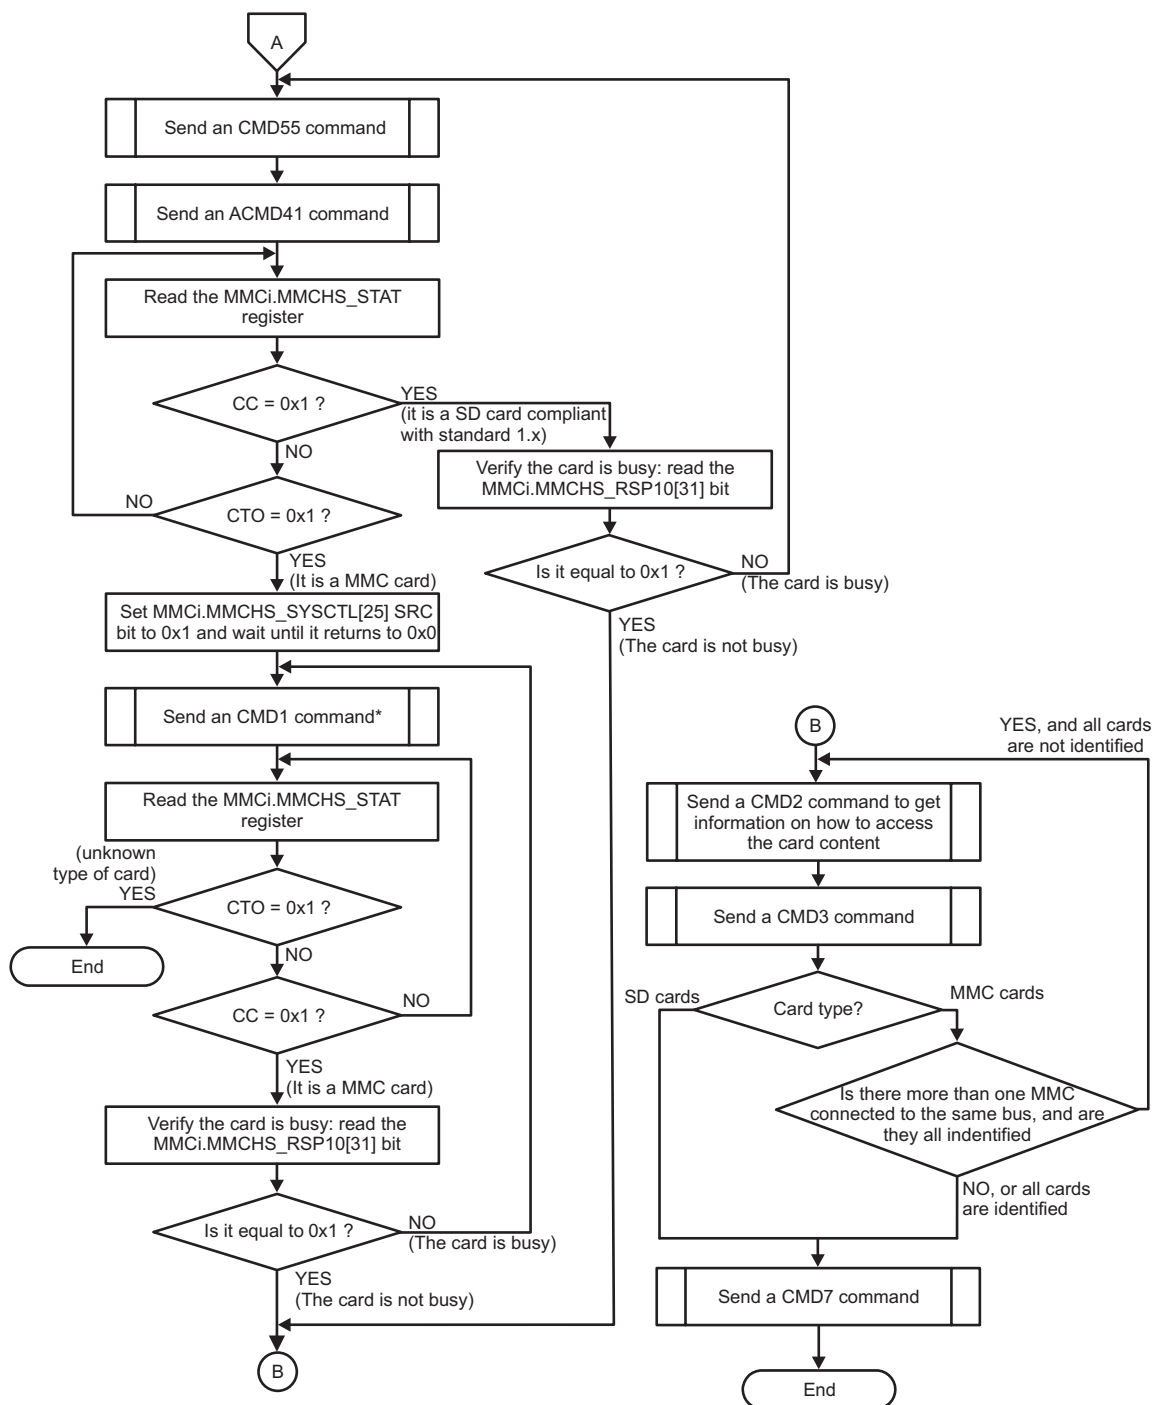 A
Send an CMD55 command
Send an ACMD41 command
Read the MMCi.MMCHS_STAT
register
CC = 0x1 ?
YES
(it is a SD card compliant
with standard 1.x)
NO
Verify the card is busy: read the
MMCi.MMCHS_RSP10[31] bit
NO
CTO = 0x1 ?
YES
(It is a MMC card)
Is it equal to 0x1 ?
NO
(The card is busy)
YES
(The card is not busy)
Set MMCi.MMCHS_SYSCTL[25] SRC
bit to 0x1 and wait until it returns to 0x0
Send an CMD1 command*
Read the MMCi.MMCHS_STAT
register
(unknown
type of card)
YES
CTO = 0x1 ?
End
NO
CC = 0x1 ?
NO
YES
(It is a MMC card)
Verify the card is busy: read the
MMCi.MMCHS_RSP10[31] bit
Is it equal to 0x1 ?
NO
(The card is busy)
YES
(The card is not busy)
B
B
YES, and all cards
are not identified
Send a CMD2 command to get
information on how to access
the card content
Send a CMD3 command
SD cards
Card type?
MMC cards
Is there more than one MMC
connected to the same bus, and are
they all indentified
NO, or all cards
are identified
Send a CMD7 command
End